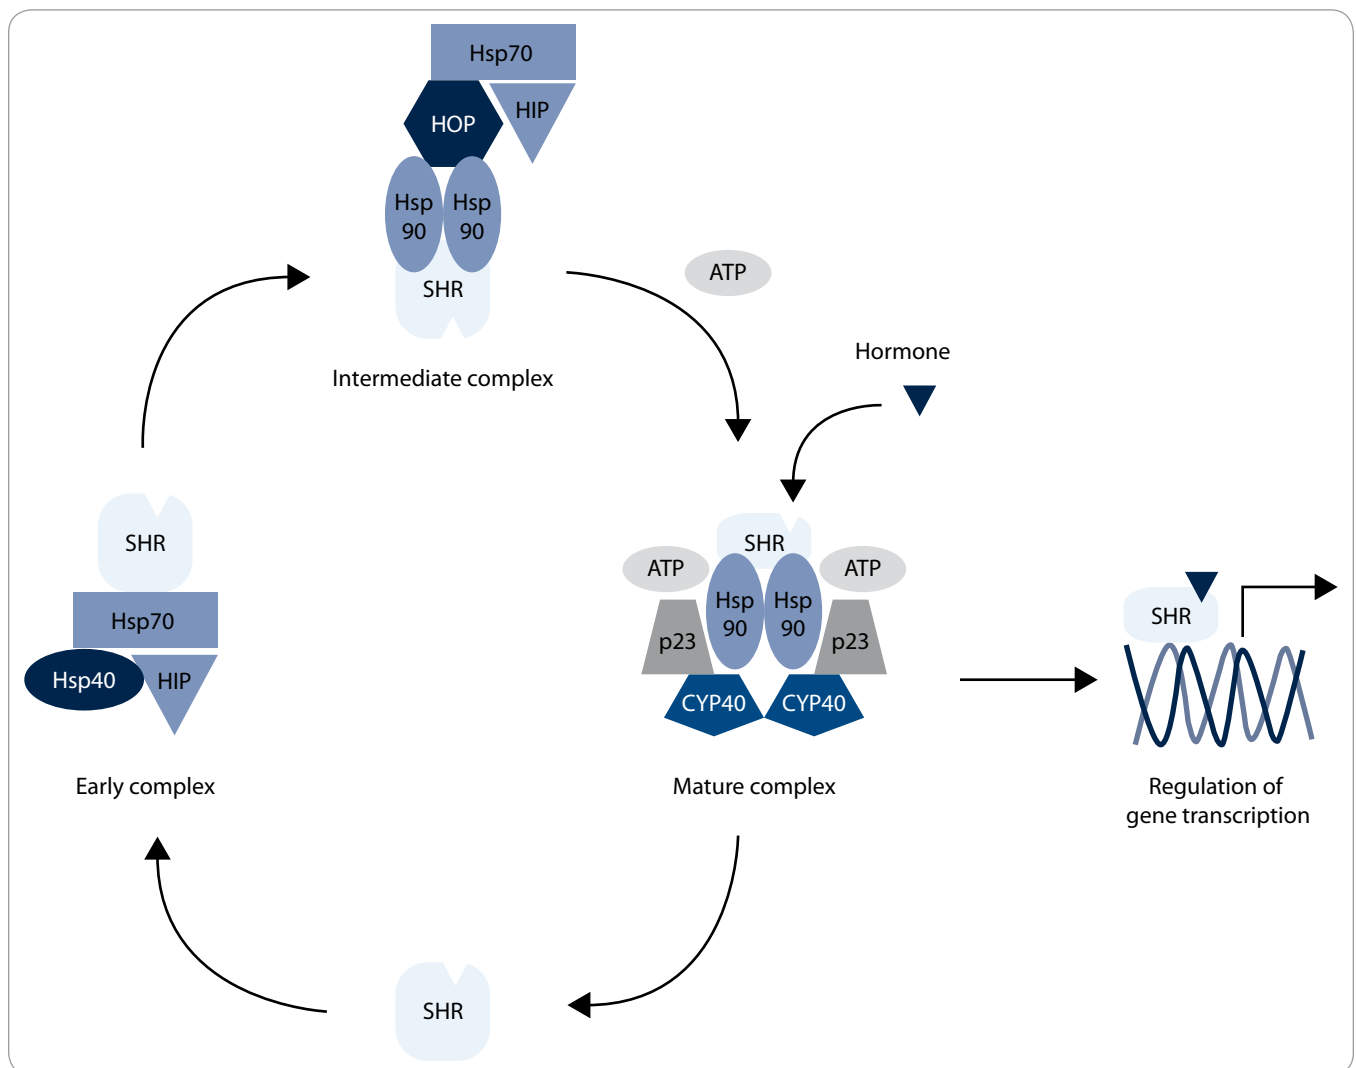 Hsp70
HOP
HIP
Hsp
90
Hsp
90
SHR
Intermediate complex
ATP
Hormone
SHR
Hsp70
Hsp40
HIP
Early complex
SHR
ATP
ATP
Hsp
90
Hsp
90
p23
p23
CYP40
CYP40
Mature complex
SHR
Regulation of
gene transcription
SHR